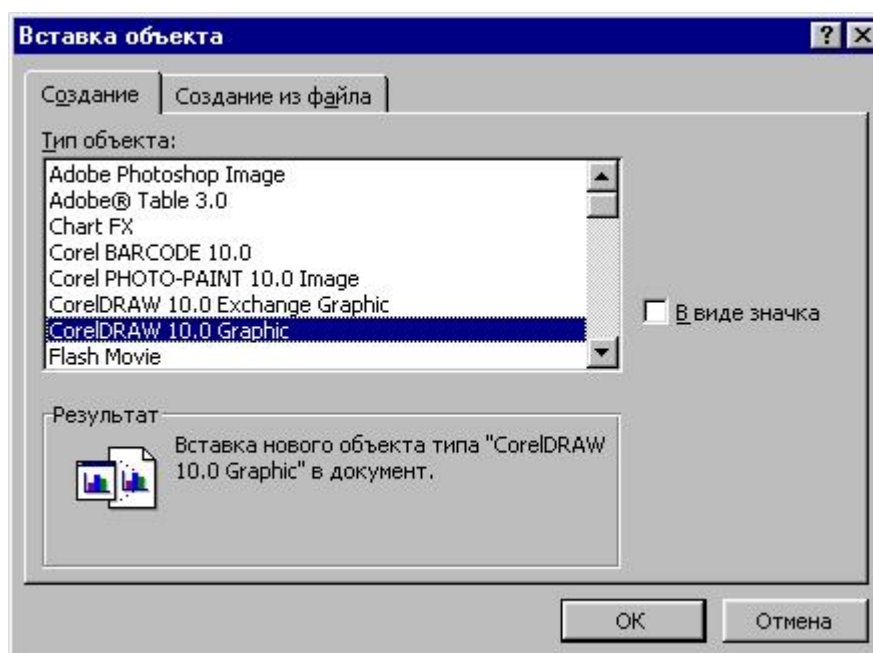 Вставка объекта
Создание
Создание из файла
Тип объекта:
Adobe Photoshop Image
Adobe® Table 3.0
Chart FX
Corel BARCODE 10.0
Corel PHOTO-PAINT 10.0 Image
CorelDRAW 10.0 Exchange Graphic
CorelDRAW 10.0 Graphic
Flash Movie
В виде значка
Результат
Вставка нового объекта типа "CorelDRAW
10.0 Graphic" в документ.
ОК
Отмена